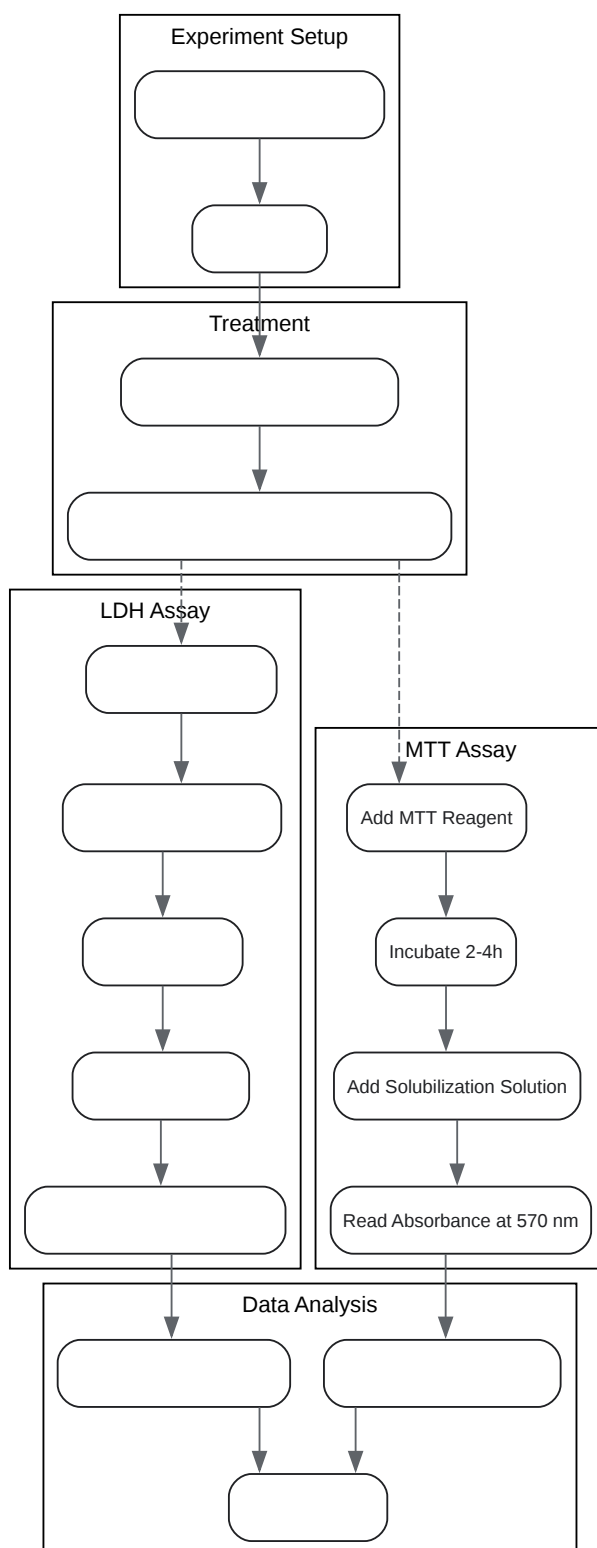 Experiment Setup
Treatment
LDH Assay
MTT Assay
Add MTT Reagent
Incubate 2-4h
Add Solubilization Solution
Read Absorbance at 570 nm
Data Analysis